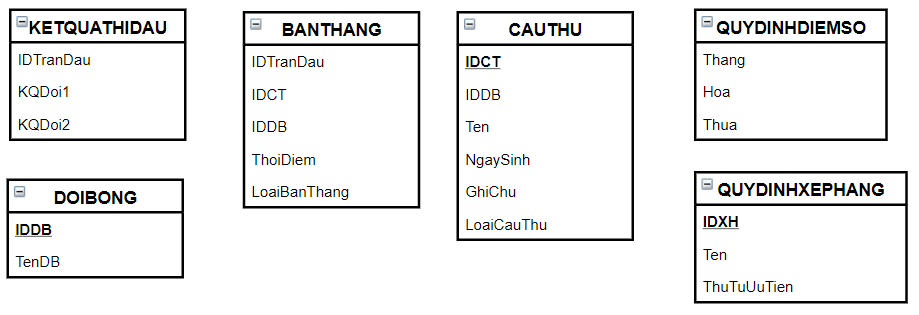 KETQUATHIDAU
IDTranDau
KQDoi1
KQDoi2
BANTHANG
IDTranDau
IDCT
IDDB
ThoiDiem
LoaiBanThang
CAUTHU
IDCT
IDDB
Ten
NgaySinh
GhiChu
LoaiCauThu
QUYDINHDIEMSO
Thang
Hoa
Thua
DOIBONG
IDDB
TenDB
QUYDINHXEPHANG
IDXH
Ten
ThuTuUuTien